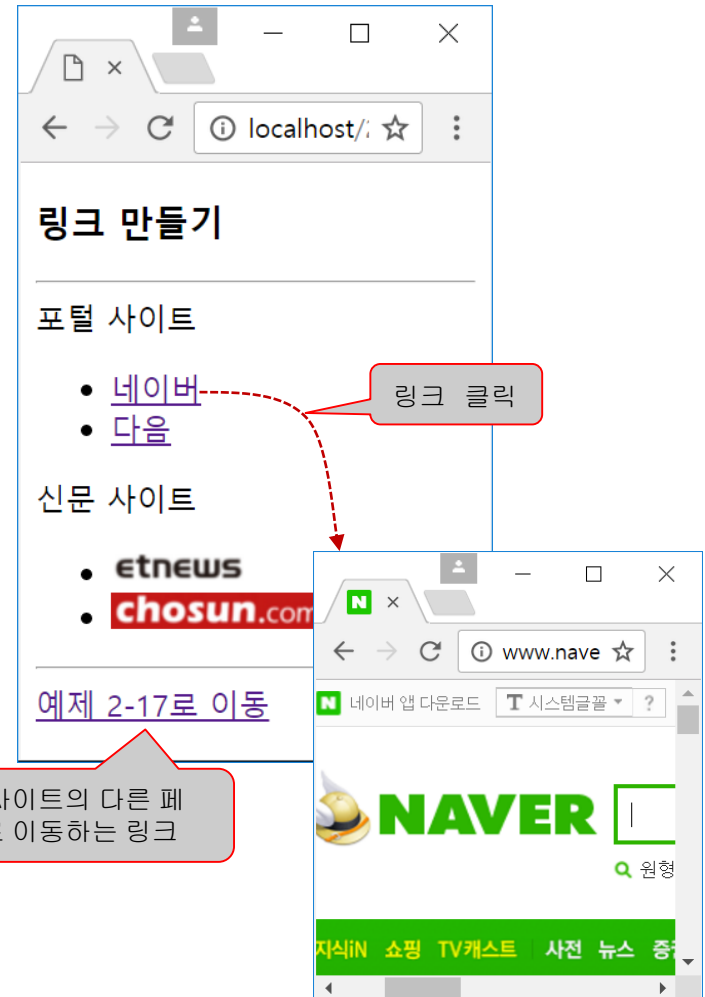 localhost/
링크 만들기
포털 사이트
네이버
링크 클릭
다음
신문 사이트
etnews
chosun.com
예제 2-17로 이동
사이트의 다른 페
이동하는 링크
N
www.nave
N 네이버 앱 다운로드 T 시스템글꼴 ?
NAVER
원형
지식iN 쇼핑 TV캐스트 사전 뉴스